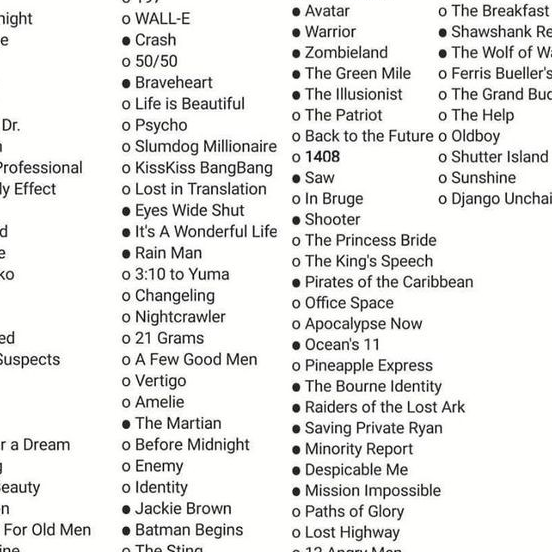 night
e
Dr.
Professional
ly Effect
d
e
ko
ed
Suspects
r a Dream
g
eauty
n
For Old Men
ine
o WALL-E
● Crash
o 50/50
● Braveheart
o Life is Beautiful
o Psycho
o Slumdog Millionaire
o KissKiss BangBang
o Lost in Translation
● Eyes Wide Shut
● It's A Wonderful Life
● Rain Man
o 3:10 to Yuma
o Changeling
o Nightcrawler
o 21 Grams
o A Few Good Men
o Vertigo
o Amelie
● The Martian
o Before Midnight
o Enemy
o Identity
● Jackie Brown
● Batman Begins
o The Sting
● Avatar
● Warrior
● Zombieland
● The Green Mile
● The Illusionist
o The Patriot
o Back to the Future
o 1408
● Saw
o In Bruge
● Shooter
o The Princess Bride
o The King's Speech
● Pirates of the Caribbean
o Office Space
o Apocalypse Now
● Ocean's 11
o Pineapple Express
● The Bourne Identity
● Raiders of the Lost Ark
● Saving Private Ryan
● Minority Report
● Despicable Me
● Mission Impossible
o Paths of Glory
o Lost Highway
o 12 Angry Men
o The Breakfast
● Shawshank Re
● The Wolf of Wa
o Ferris Bueller's
o The Grand Bud
o The Help
o Oldboy
o Shutter Island
o Sunshine
o Django Unchai